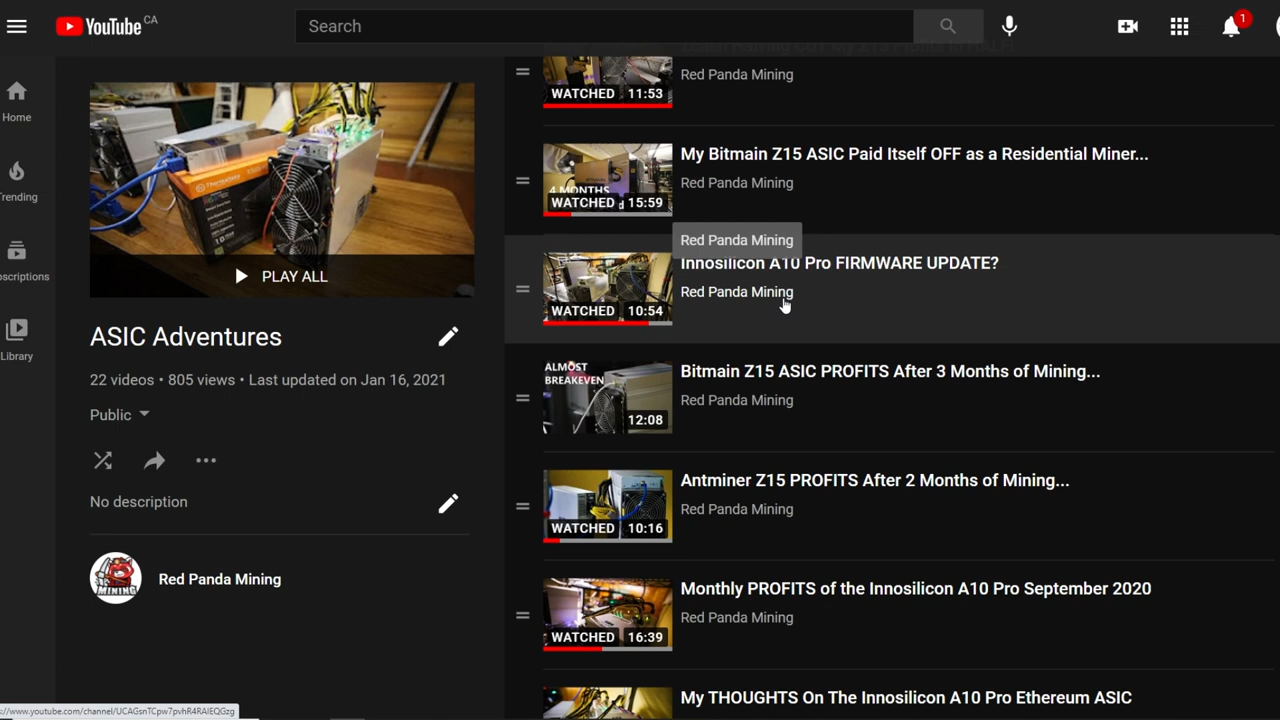 YouTube CA
Search
1
Home
Trending
Subscriptions
Library
PLAY ALL
ASIC Adventures
22 videos • 805 views • Last updated on Jan 16, 2021
Public
No description
MINING
Red Panda Mining
Red Panda Mining
WATCHED 11:53
My Bitmain Z15 ASIC Paid Itself OFF as a Residential Miner...
Red Panda Mining
4 MONTHS
WATCHED 15:59
Red Panda Mining
Innosilicon A10 Pro FIRMWARE UPDATE?
Red Panda Mining
WATCHED 10:54
ALMOST
BREAKEVEN
Bitmain Z15 ASIC PROFITS After 3 Months of Mining...
Red Panda Mining
12:08
Antminer Z15 PROFITS After 2 Months of Mining...
Red Panda Mining
WATCHED 10:16
Monthly PROFITS of the Innosilicon A10 Pro September 2020
Red Panda Mining
WATCHED 16:39
My THOUGHTS On The Innosilicon A10 Pro Ethereum ASIC